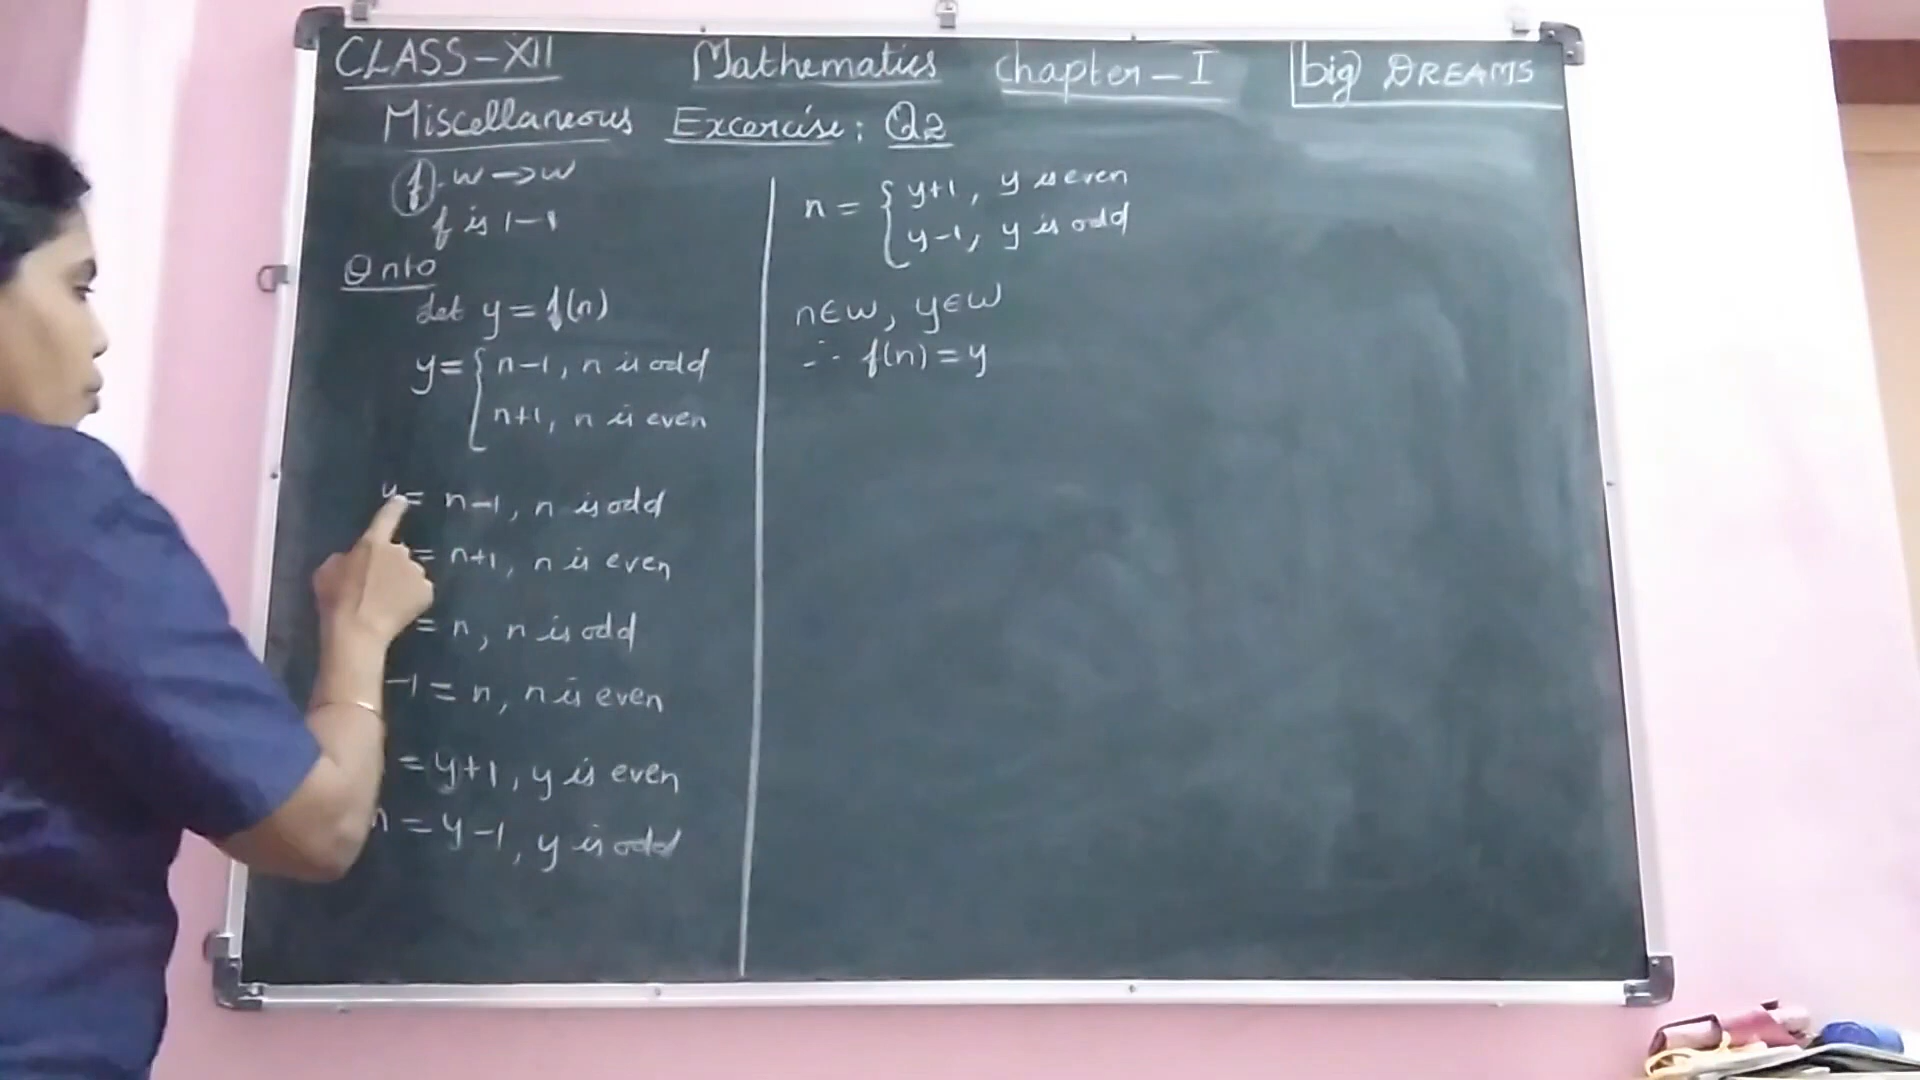 CLASS-XII Mathematics Chapter-I big DREAMS
Miscellaneous Excercise: Q2
f: W→W
f is 1-1
Onto
Let y = f(n)
y = { n-1, n is odd
n+1, n is even
y = n-1, n is odd
= n+1, n is even
= n, n is odd
-1 = n, n is even
= y+1, y is even
n = y-1, y is odd
n = { y+1, y is even
y-1, y is odd
n∈W, y∈W
∴ f(n) = y